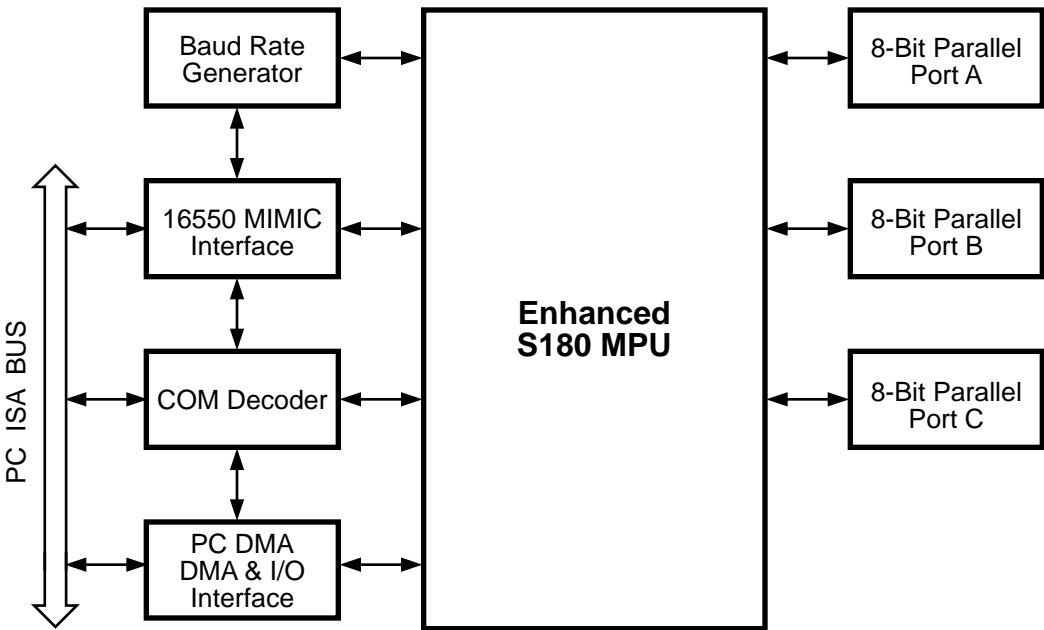 Baud Rate
Generator
8-Bit Parallel
Port A
16550 MIMIC
Interface
8-Bit Parallel
Port B
PC ISA BUS
Enhanced
S180 MPU
COM Decoder
8-Bit Parallel
Port C
PC DMA
DMA & I/O
Interface